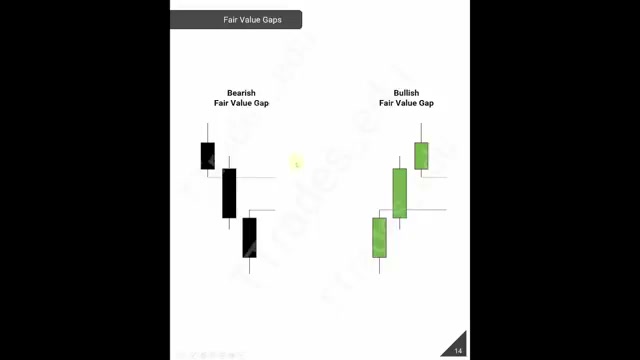 Fair Value Gaps
Bearish
Fair Value Gap
Bullish
Fair Value Gap
14